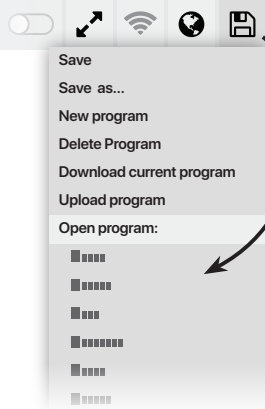 Save
Save as...
New program
Delete Program
Download current program
Upload program
Open program: